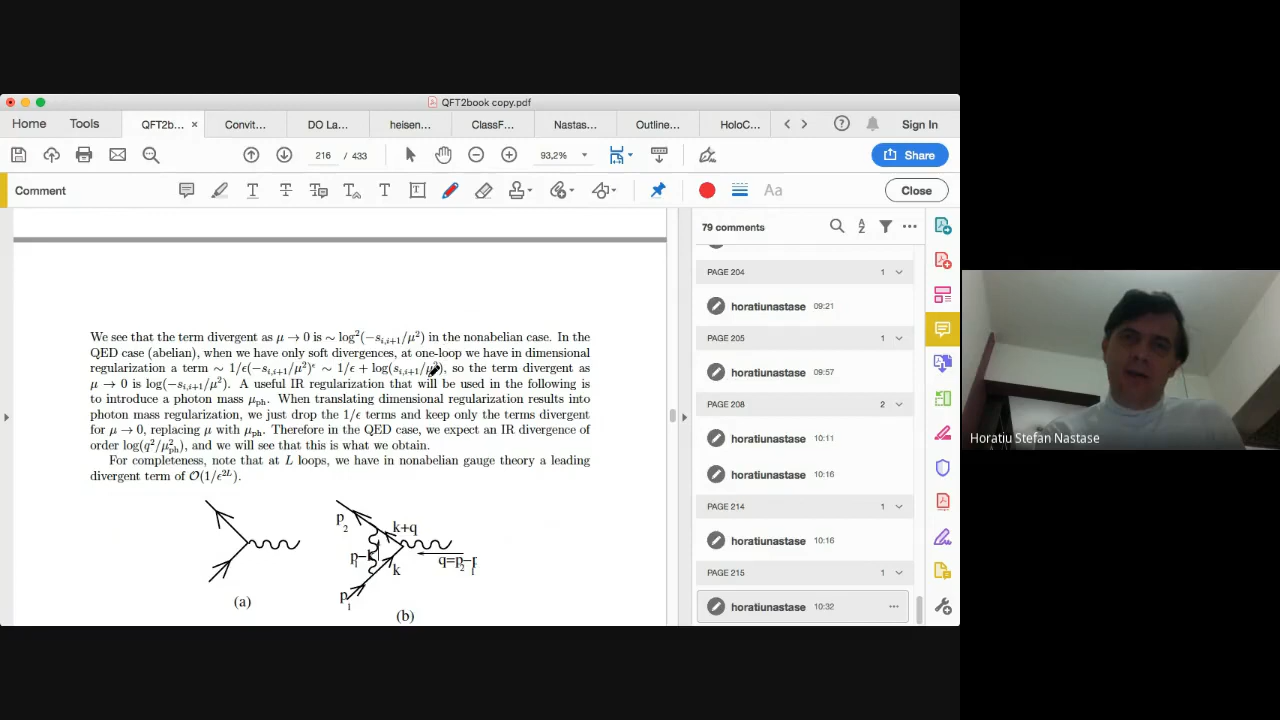 QFT2book copy.pdf
Home Tools QFT2b... × Convit... DO La... heisen... ClassF... Nastas... Outline... HoloC... Sign In
216 / 433 93,2% Share
Comment T T Aa Close
79 comments
PAGE 204 1
horatiunastase 09:21
PAGE 205 1
horatiunastase 09:57
PAGE 208 2
horatiunastase 10:11
horatiunastase 10:16
PAGE 214 1
horatiunastase 10:16
PAGE 215 1
horatiunastase 10:32
We see that the term divergent as μ → 0 is ~ log²(−s_{i,i+1}/μ²) in the nonabelian case. In the
QED case (abelian), when we have only soft divergences, at one-loop we have in dimensional
regularization a term ~ 1/ϵ(−s_{i,i+1}/μ²)^ϵ ~ 1/ϵ + log(s_{i,i+1}/μ²), so the term divergent as
μ → 0 is log(−s_{i,i+1}/μ²). A useful IR regularization that will be used in the following is
to introduce a photon mass μ_ph. When translating dimensional regularization results into
photon mass regularization, we just drop the 1/ϵ terms and keep only the terms divergent
for μ → 0, replacing μ with μ_ph. Therefore in the QED case, we expect an IR divergence of
order log(q²/μ²_ph), and we will see that this is what we obtain.
For completeness, note that at L loops, we have in nonabelian gauge theory a leading
divergent term of O(1/ϵ^{2L}).
p₂ k+q
p₁−k q=p₂−p₁
k
p₁
(a) (b)
Horatiu Stefan Nastase